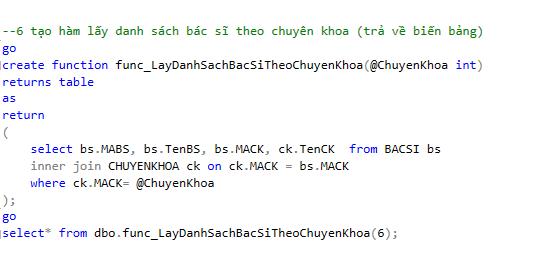 --6 tạo hàm lấy danh sách bác sĩ theo chuyên khoa (trả về biến bảng)
go
create function func_LayDanhSachBacSiTheoChuyenKhoa(@ChuyenKhoa int)
returns table
as
return
(
    select bs.MABS, bs.TenBS, bs.MACK, ck.TenCK  from BACSI bs
    inner join CHUYENKHOA ck on ck.MACK = bs.MACK
    where ck.MACK= @ChuyenKhoa
);
go
select* from dbo.func_LayDanhSachBacSiTheoChuyenKhoa(6);